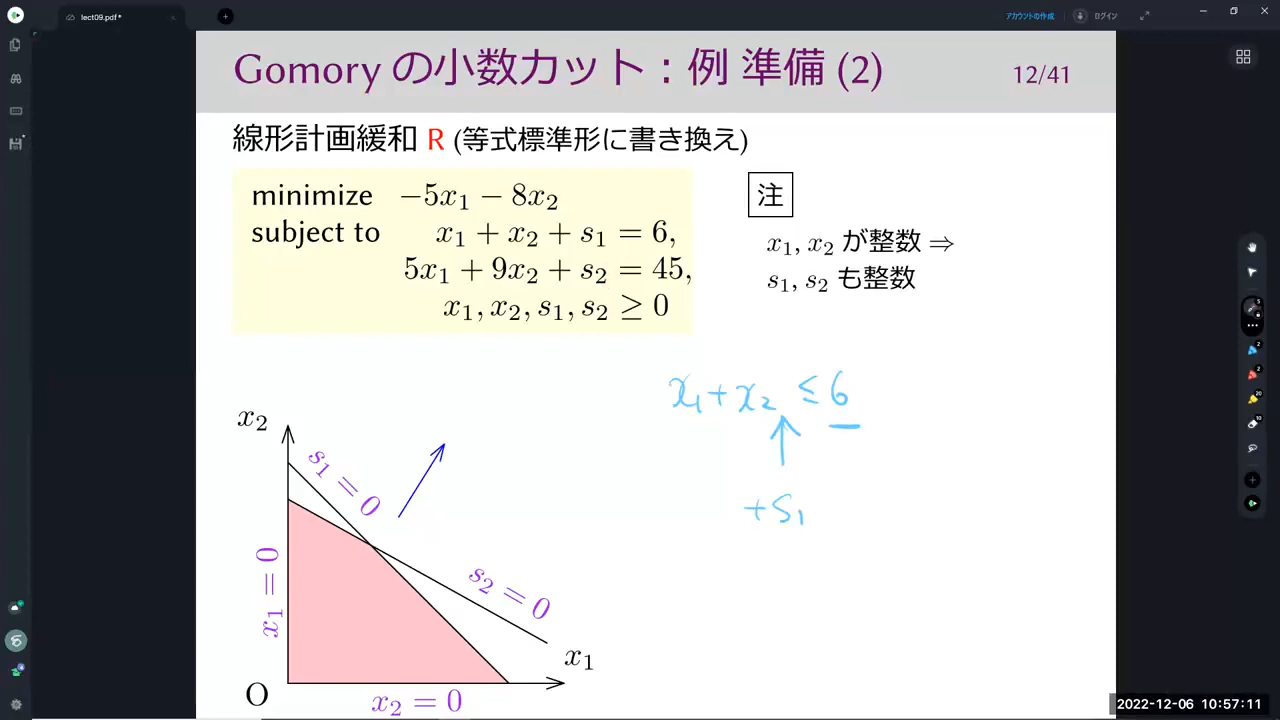 lect09.pdf*
アカウントの作成
ログイン
Gomory の小数カット：例 準備 (2)
12/41
線形計画緩和 R (等式標準形に書き換え)
minimize −5x₁ − 8x₂
subject to x₁ + x₂ + s₁ = 6,
5x₁ + 9x₂ + s₂ = 45,
x₁, x₂, s₁, s₂ ≥ 0
注
x₁, x₂ が整数 ⇒
s₁, s₂ も整数
x₁+x₂ ≤ 6
↑
+s₁
x₂
s₁ = 0
x₁ = 0
s₂ = 0
x₁
O
x₂ = 0
2022-12-06 10:57:11